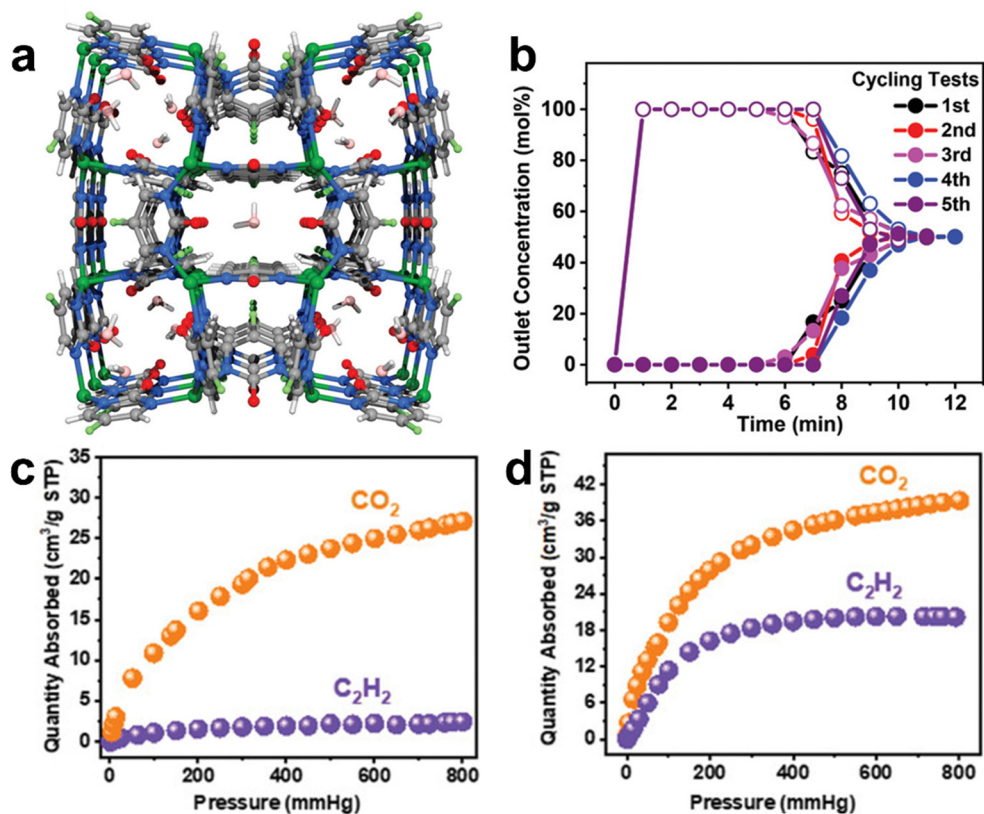 a
b
Cycling Tests
1st
2nd
3rd
4th
5th
100
80
60
40
20
0
Outlet Concentration (mol%)
0 2 4 6 8 10 12
Time (min)
c
35
30
25
20
15
10
5
0
Quantity Absorbed (cm³/g STP)
CO₂
C₂H₂
0 200 400 600 800
Pressure (mmHg)
d
42
36
30
24
18
12
6
0
Quantity Absorbed (cm³/g STP)
CO₂
C₂H₂
0 200 400 600 800
Pressure (mmHg)